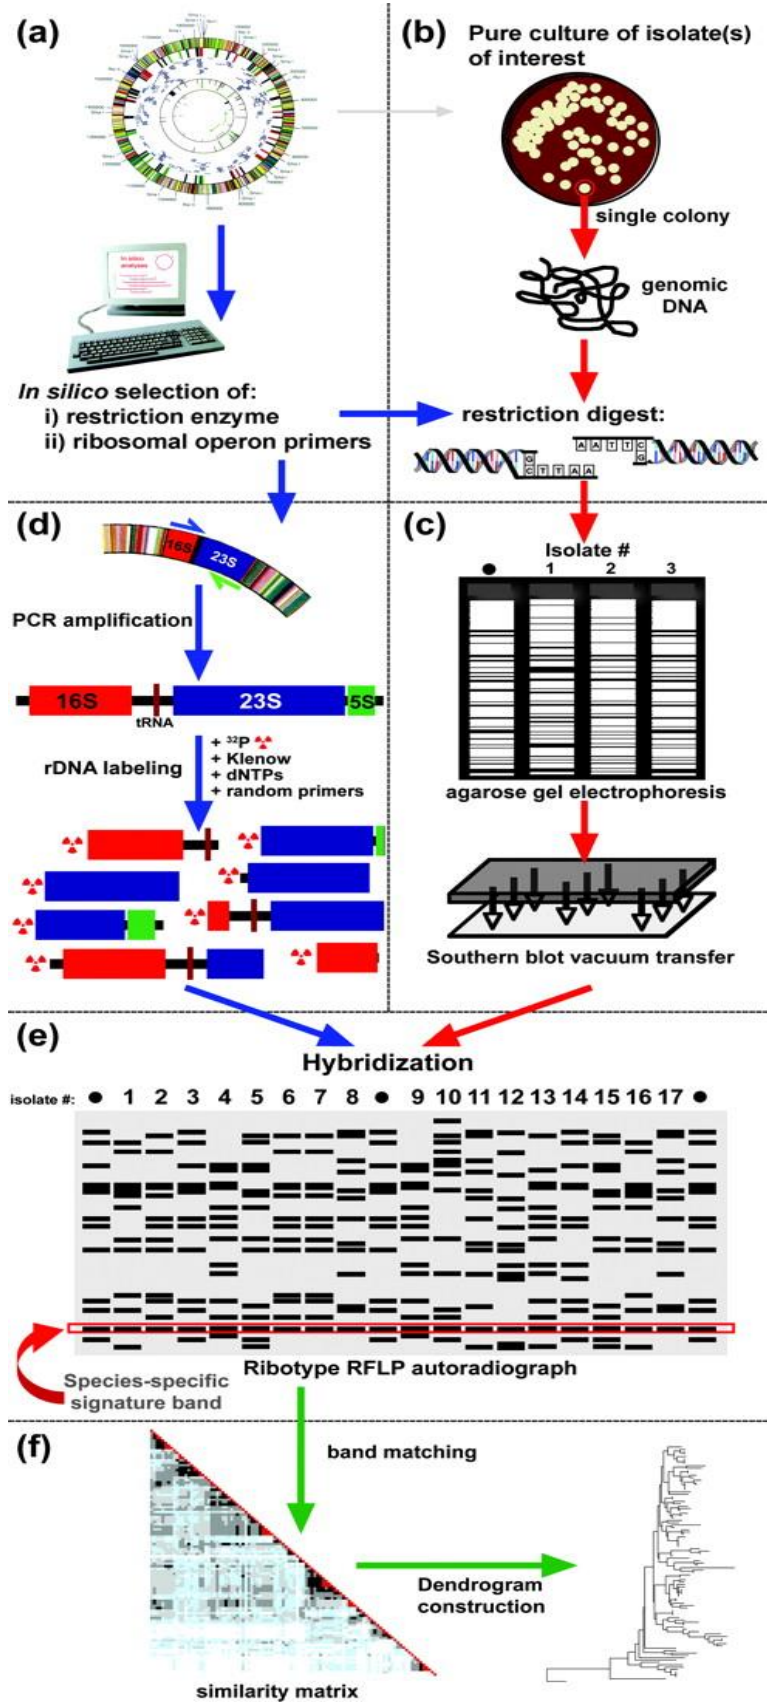 (a)
In silico
analyses
In silico selection of:
i) restriction enzyme
ii) ribosomal operon primers
(b)
Pure culture of isolate(s)
of interest
single colony
genomic
DNA
restriction digest:
G
C T T A A
A A T T C
G
(d)
16S
23S
PCR amplification
16S
23S
5S
tRNA
rDNA labeling
+ ³²P
+ Klenow
+ dNTPs
+ random primers
(c)
Isolate #
● 1 2 3
agarose gel electrophoresis
Southern blot vacuum transfer
(e)
Hybridization
isolate #: ● 1 2 3 4 5 6 7 8 ● 9 10 11 12 13 14 15 16 17 ●
Ribotype RFLP autoradiograph
Species-specific
signature band
(f)
band matching
Dendrogram
construction
similarity matrix